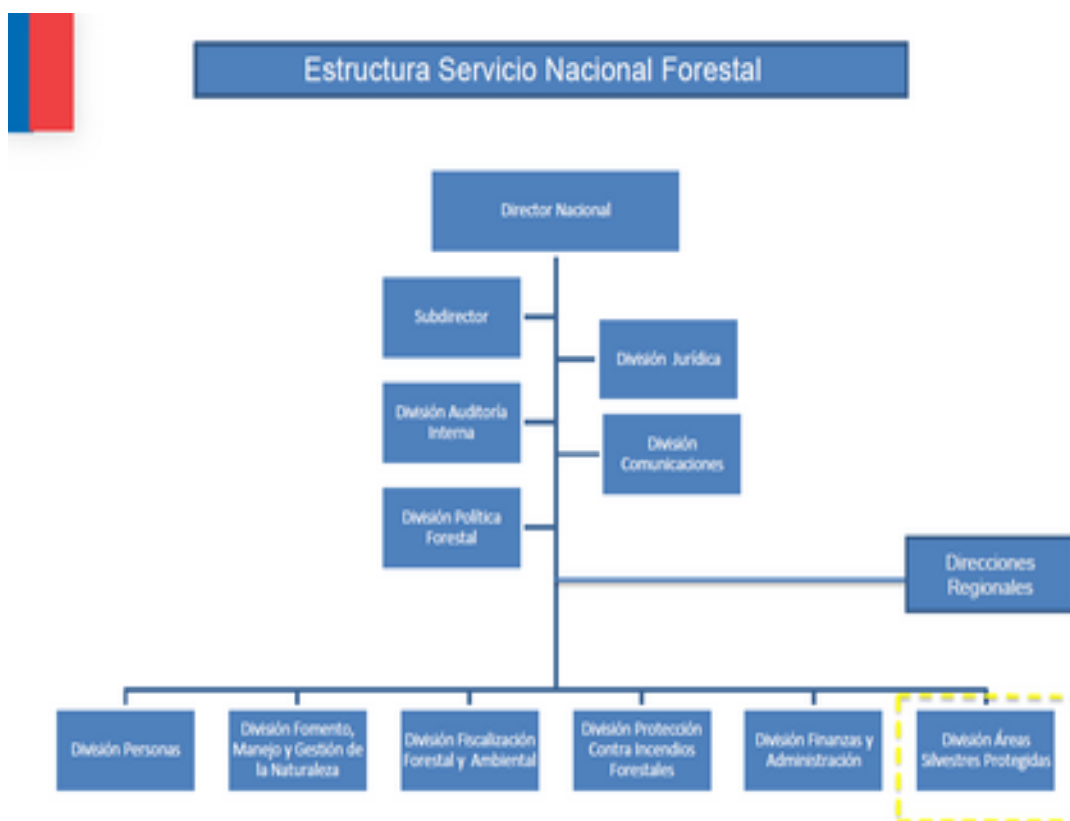 Estructura Servicio Nacional Forestal
Director Nacional
Subdirector
División Jurídica
División Auditoría
Interna
División
Comunicaciones
División Política
Forestal
Direcciones
Regionales
División Personas
División Fomento,
Manejo y Gestión de
la Naturaleza
División Fiscalización
Forestal y Ambiental
División Protección
Contra Incendios
Forestales
División Finanzas y
Administración
División Áreas
Silvestres Protegidas